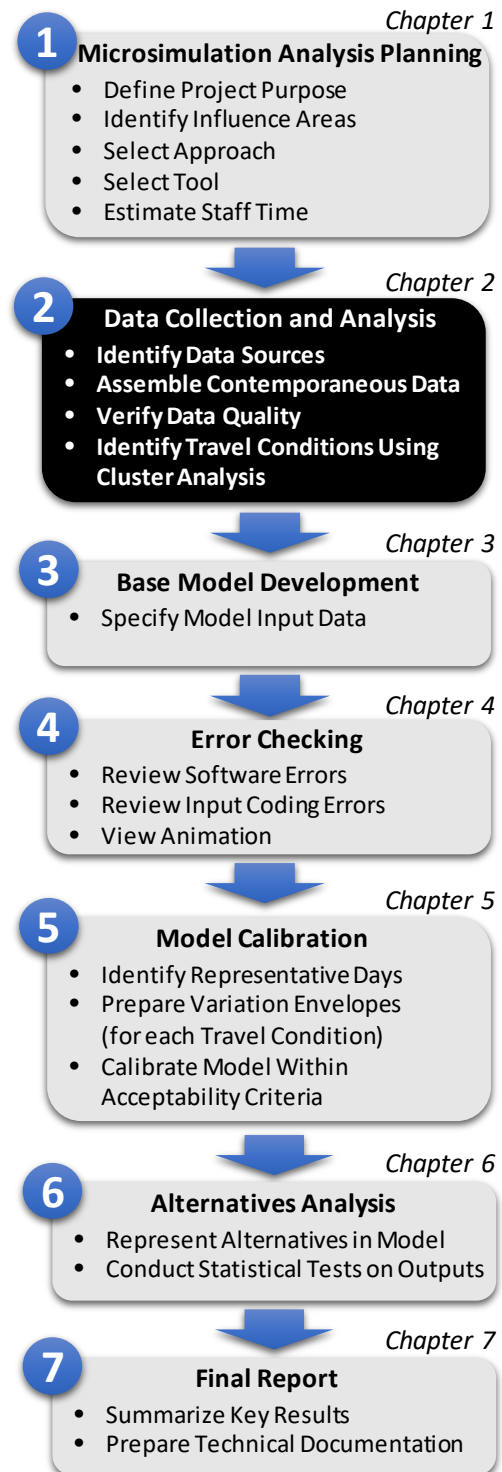 Chapter 1
1
Microsimulation Analysis Planning
• Define Project Purpose
• Identify Influence Areas
• Select Approach
• Select Tool
• Estimate Staff Time
Chapter 2
2
Data Collection and Analysis
• Identify Data Sources
• Assemble Contemporaneous Data
• Verify Data Quality
• Identify Travel Conditions Using
Cluster Analysis
Chapter 3
3
Base Model Development
• Specify Model Input Data
Chapter 4
4
Error Checking
• Review Software Errors
• Review Input Coding Errors
• View Animation
Chapter 5
5
Model Calibration
• Identify Representative Days
• Prepare Variation Envelopes
(for each Travel Condition)
• Calibrate Model Within
Acceptability Criteria
Chapter 6
6
Alternatives Analysis
• Represent Alternatives in Model
• Conduct Statistical Tests on Outputs
Chapter 7
7
Final Report
• Summarize Key Results
• Prepare Technical Documentation